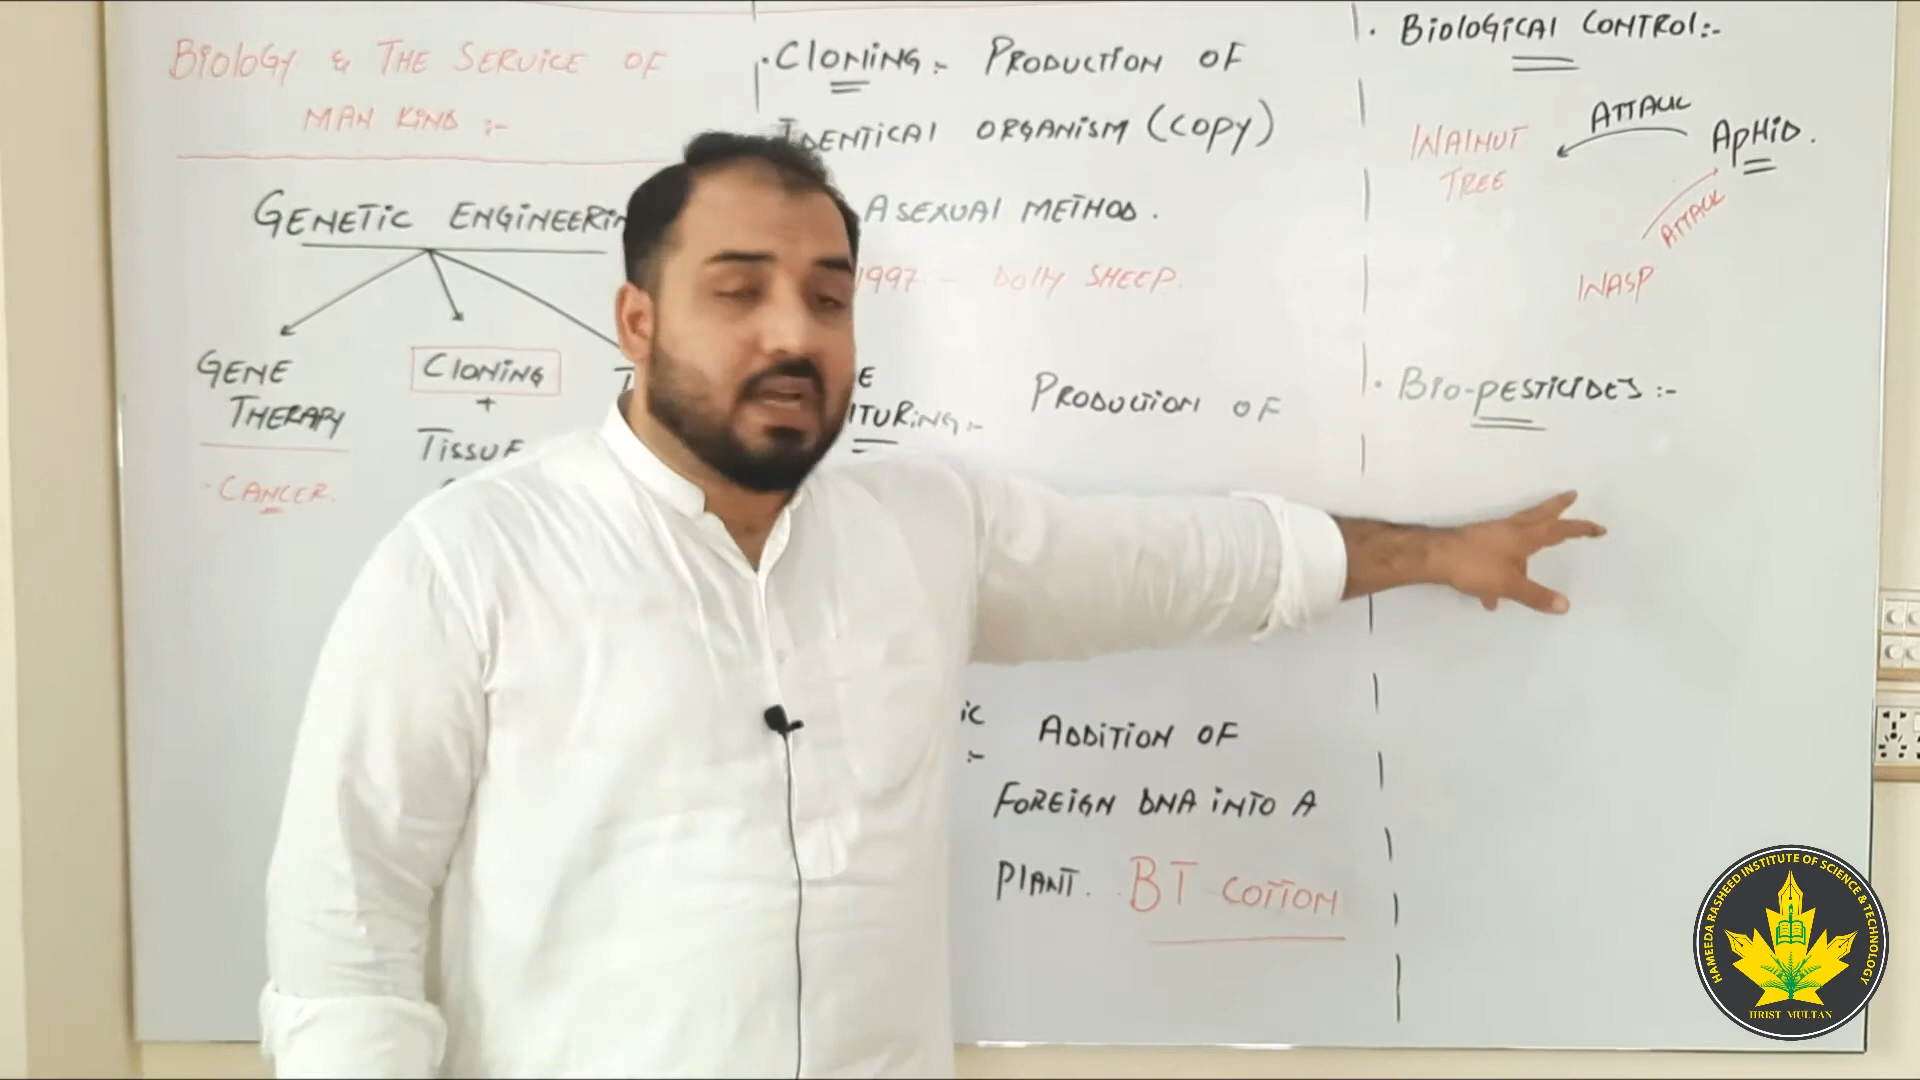 BIOLOGY & THE SERVICE OF
MAN KIND :-
GENETIC ENGINEERIN
GENE
THERAPY
· CANCER.
CLONING
+
TISSUE
· CLONING :- PRODUCTION OF
IDENTICAL ORGANISM (COPY)
ASEXUAL METHOD.
1997 - Dolly SHEEP.
E
ITURING :- PRODUCTION OF
IC
:-
ADDITION OF
FOREIGN DNA INTO A
PLANT. BT COTTON
· BIOLOGICAL CONTROL:-
ATTACK
WALNUT
TREE
APHID.
ATTACK
WASP
· BIO-PESTICIDES :-
HAMEEDA RASHEED INSTITUTE OF SCIENCE & TECHNOLOGY
HRIST MULTAN